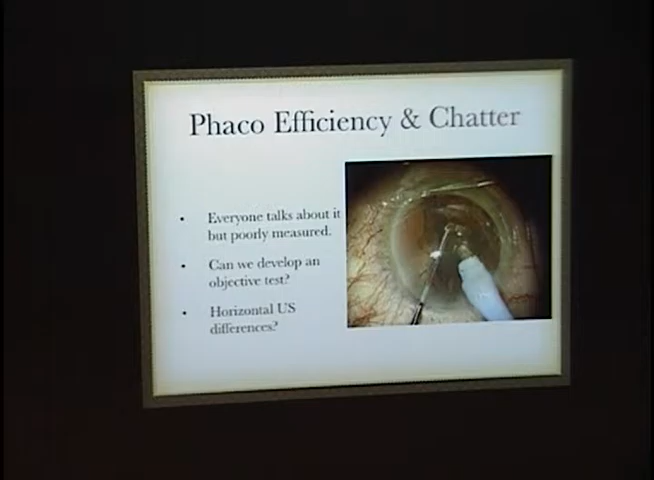 Phaco Efficiency & Chatter
• Everyone talks about it
but poorly measured.
• Can we develop an
objective test?
• Horizontal US
differences?